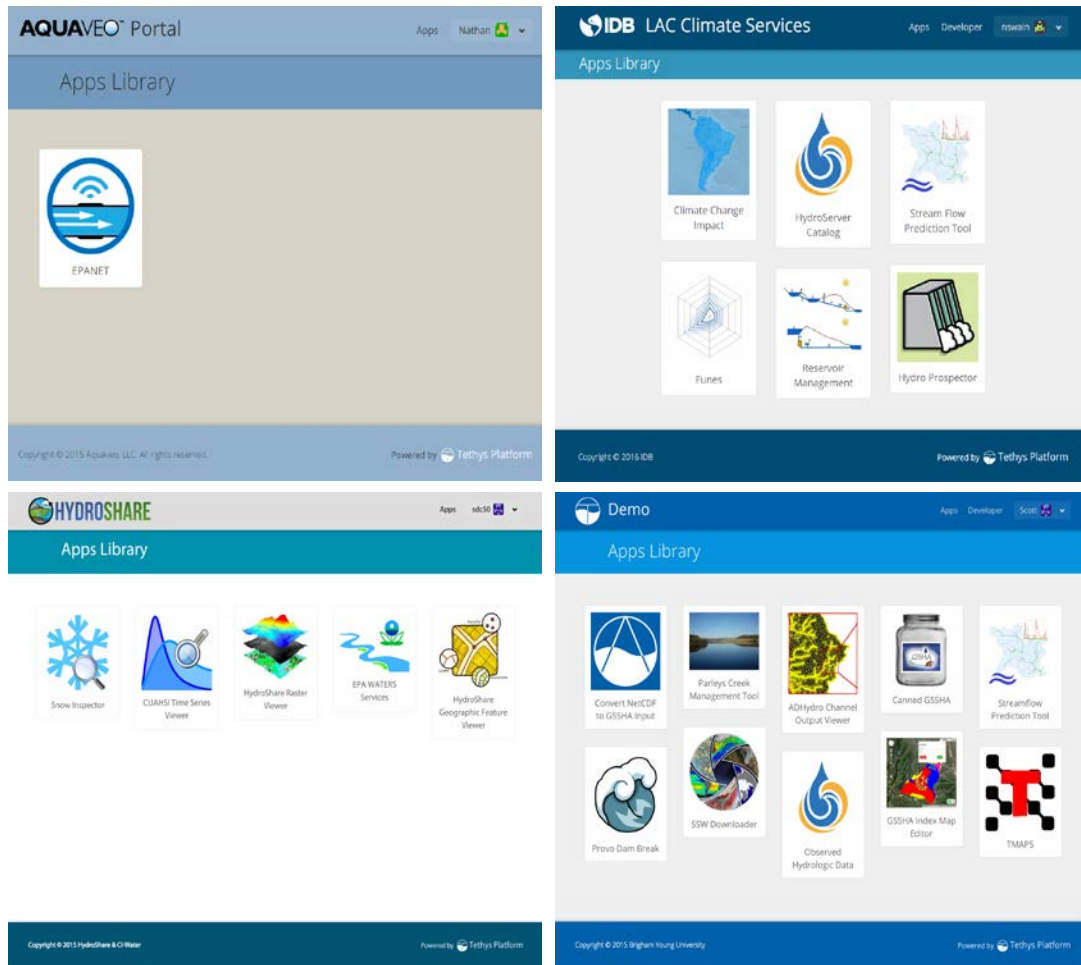 AQUAVEO™ Portal
Apps Nathan
Apps Library
EPANET
Copyright © 2015 Aquaveo, LLC. All rights reserved.
Powered by Tethys Platform
IDB LAC Climate Services
Apps Developer nswain
Apps Library
Climate Change
Impact
HydroServer
Catalog
Stream Flow
Prediction Tool
Funes
Reservoir
Management
Hydro Prospector
Copyright © 2016 IDB
Powered by Tethys Platform
HYDROSHARE
Apps sdc50
Apps Library
Snow Inspector
CUAHSI Time Series
Viewer
HydroShare Raster
Viewer
EPA WATERS
Services
HydroShare
Geographic Feature
Viewer
Copyright © 2015 HydroShare & CI-Water
Powered by Tethys Platform
Demo
Apps Developer Scott
Apps Library
Convert NetCDF
to GSSHA Input
Parleys Creek
Management Tool
ADHydro Channel
Output Viewer
GSSHA
Canned GSSHA
Streamflow
Prediction Tool
Provo Dam Break
SSW Downloader
Observed
Hydrologic Data
GSSHA Index Map
Editor
TMAPS
Copyright © 2015 Brigham Young University
Powered by Tethys Platform